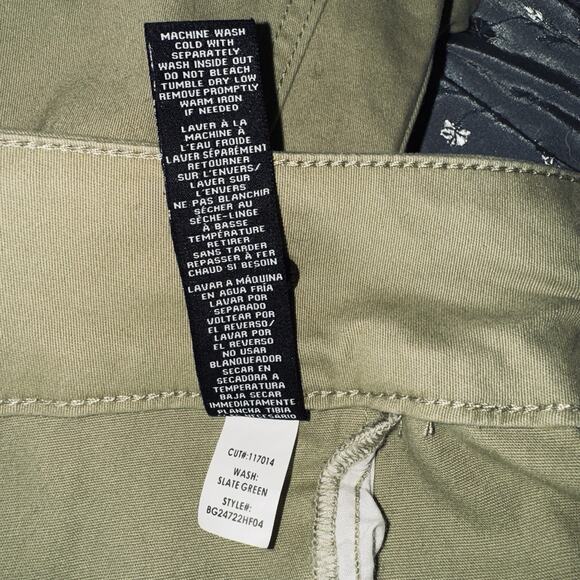 MACHINE WASH
COLD WITH
SEPARATELY
WASH INSIDE OUT
DO NOT BLEACH
TUMBLE DRY LOW
REMOVE PROMPTLY
WARM IRON
IF NEEDED
LAVER À LA
MACHINE À
L'EAU FROIDE
LAVER SÉPARÉMENT
RETOURNER
SUR L'ENVERS/
LAVER SUR
L'ENVERS
NE PAS BLANCHIR
SÉCHER AU
SÈCHE-LINGE
À BASSE
TEMPÉRATURE
RETIRER
SANS TARDER
REPASSER À FER
CHAUD SI BESOIN
LAVAR A MÁQUINA
EN AGUA FRÍA
LAVAR POR
SEPARADO
VOLTEAR POR
EL REVERSO/
LAVAR POR
EL REVERSO
NO USAR
BLANQUEADOR
SECAR EN
SECADORA A
TEMPERATURA
BAJA SECAR
IMMEDIATAMENTE
PLANCHA TIBIA
NECESARIO
CUT#:117014
WASH:
SLATE GREEN
STYLE#:
BG24722HF04